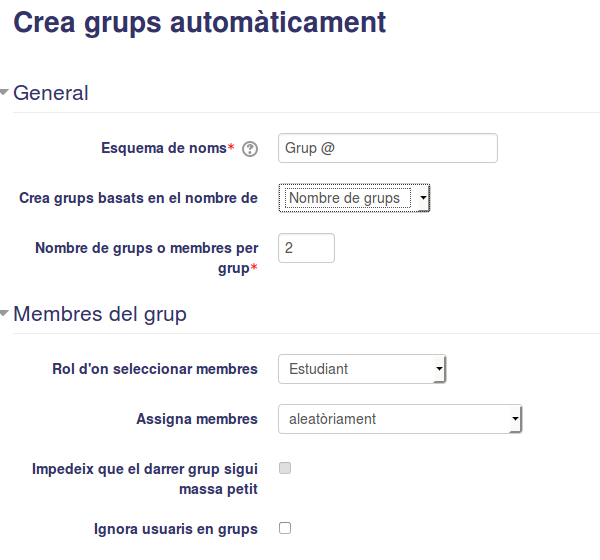 Crea grups automàticament
General
Esquema de noms* ?
Grup @
Crea grups basats en el nombre de
Nombre de grups
Nombre de grups o membres per
grup*
2
Membres del grup
Rol d'on seleccionar membres
Estudiant
Assigna membres
aleatòriament
Impedeix que el darrer grup sigui
massa petit
Ignora usuaris en grups